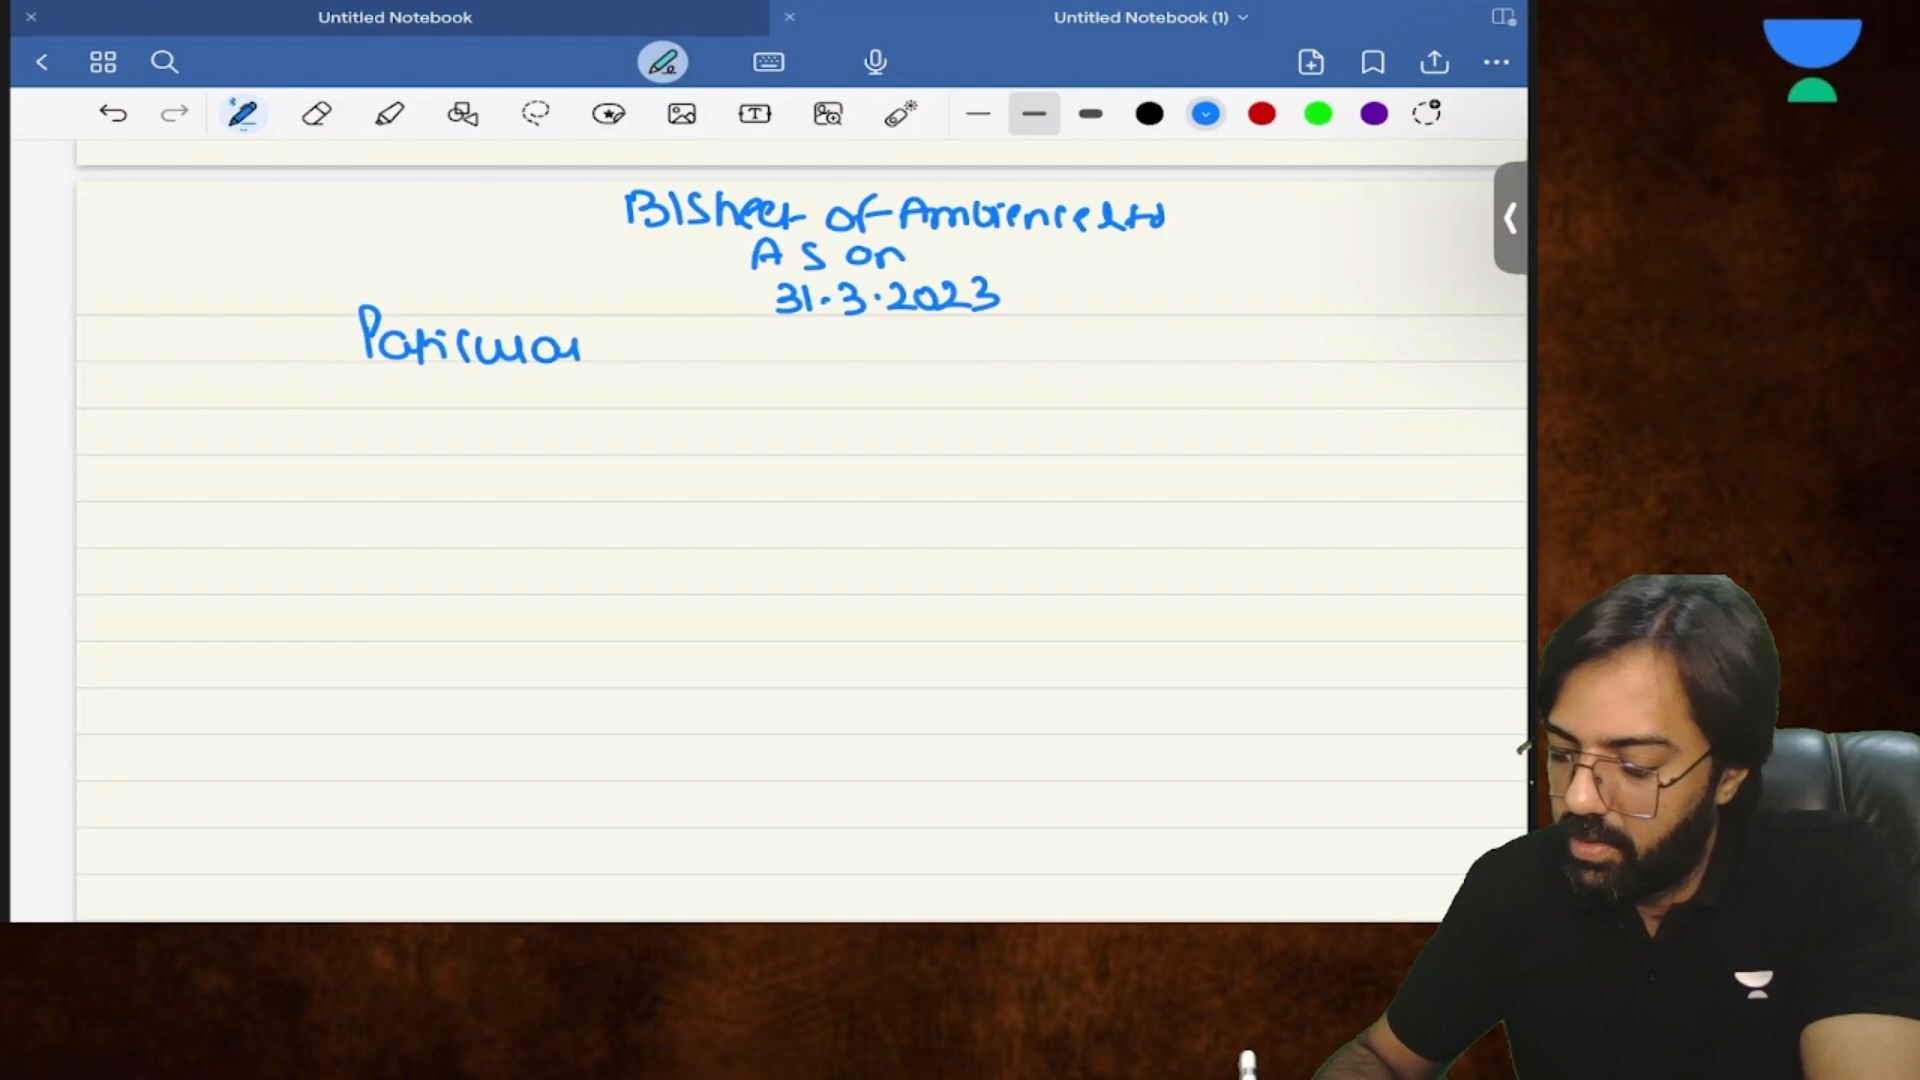 Untitled Notebook
Untitled Notebook (1)
B/Sheet of Ambience Ltd
As on
31.3.2023
Particular